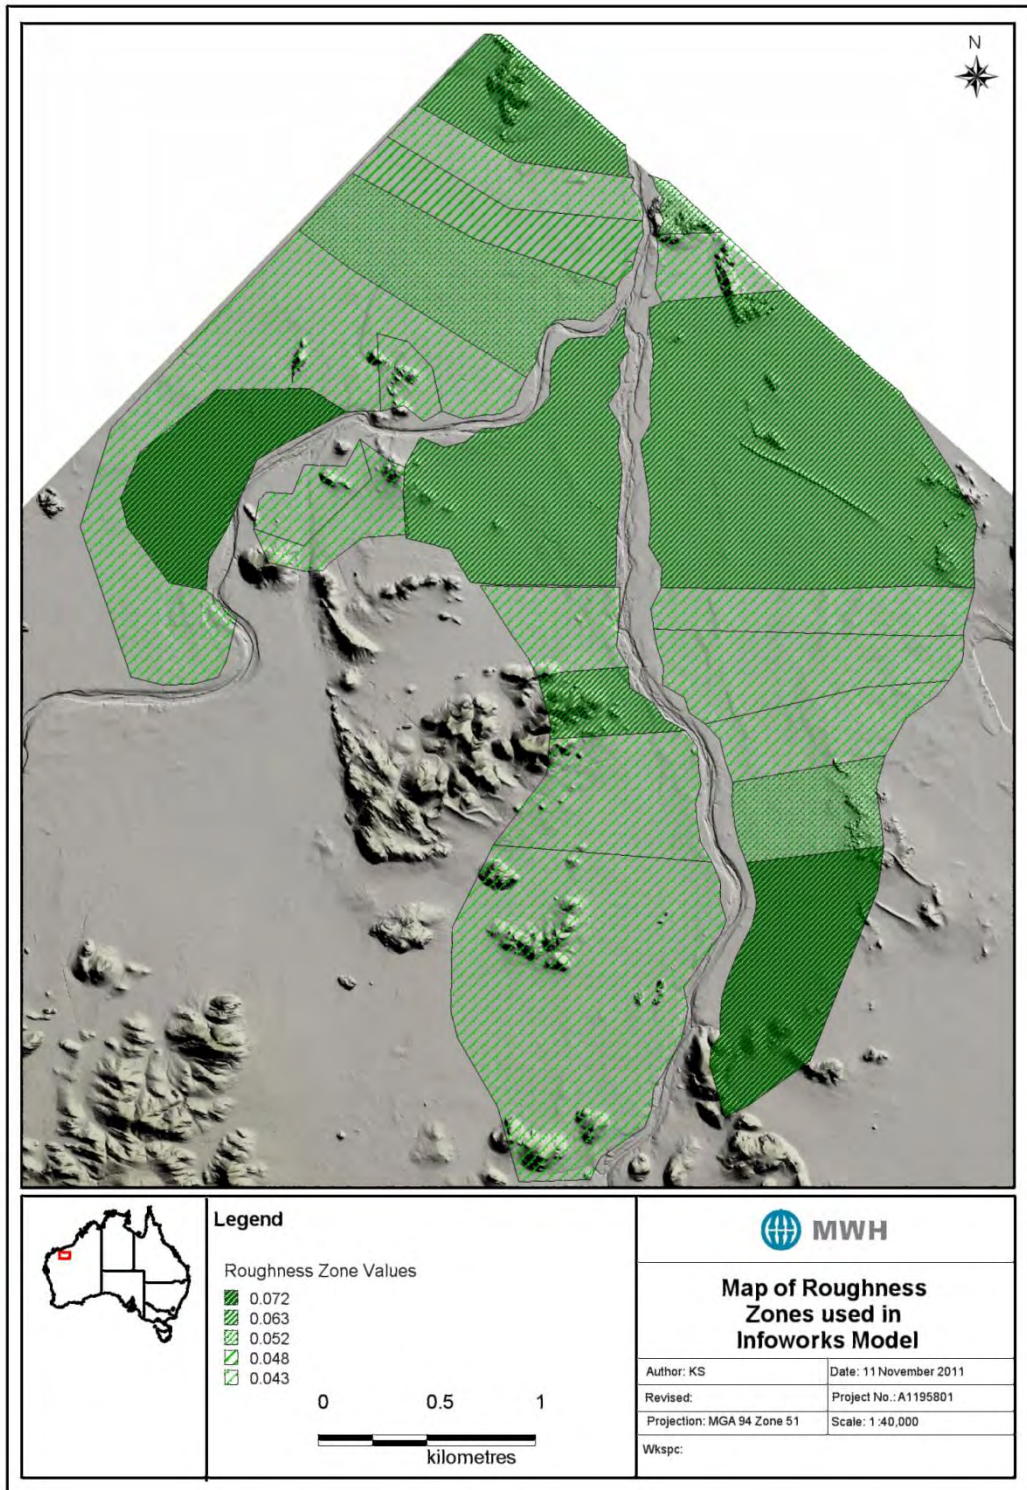 N
Legend
Roughness Zone Values
0.072
0.063
0.052
0.048
0.043
0 0.5 1
kilometres
MWH
Map of Roughness
Zones used in
Infoworks Model
Author: KS
Date: 11 November 2011
Revised:
Project No.: A1195801
Projection: MGA 94 Zone 51
Scale: 1:40,000
Wkspc: